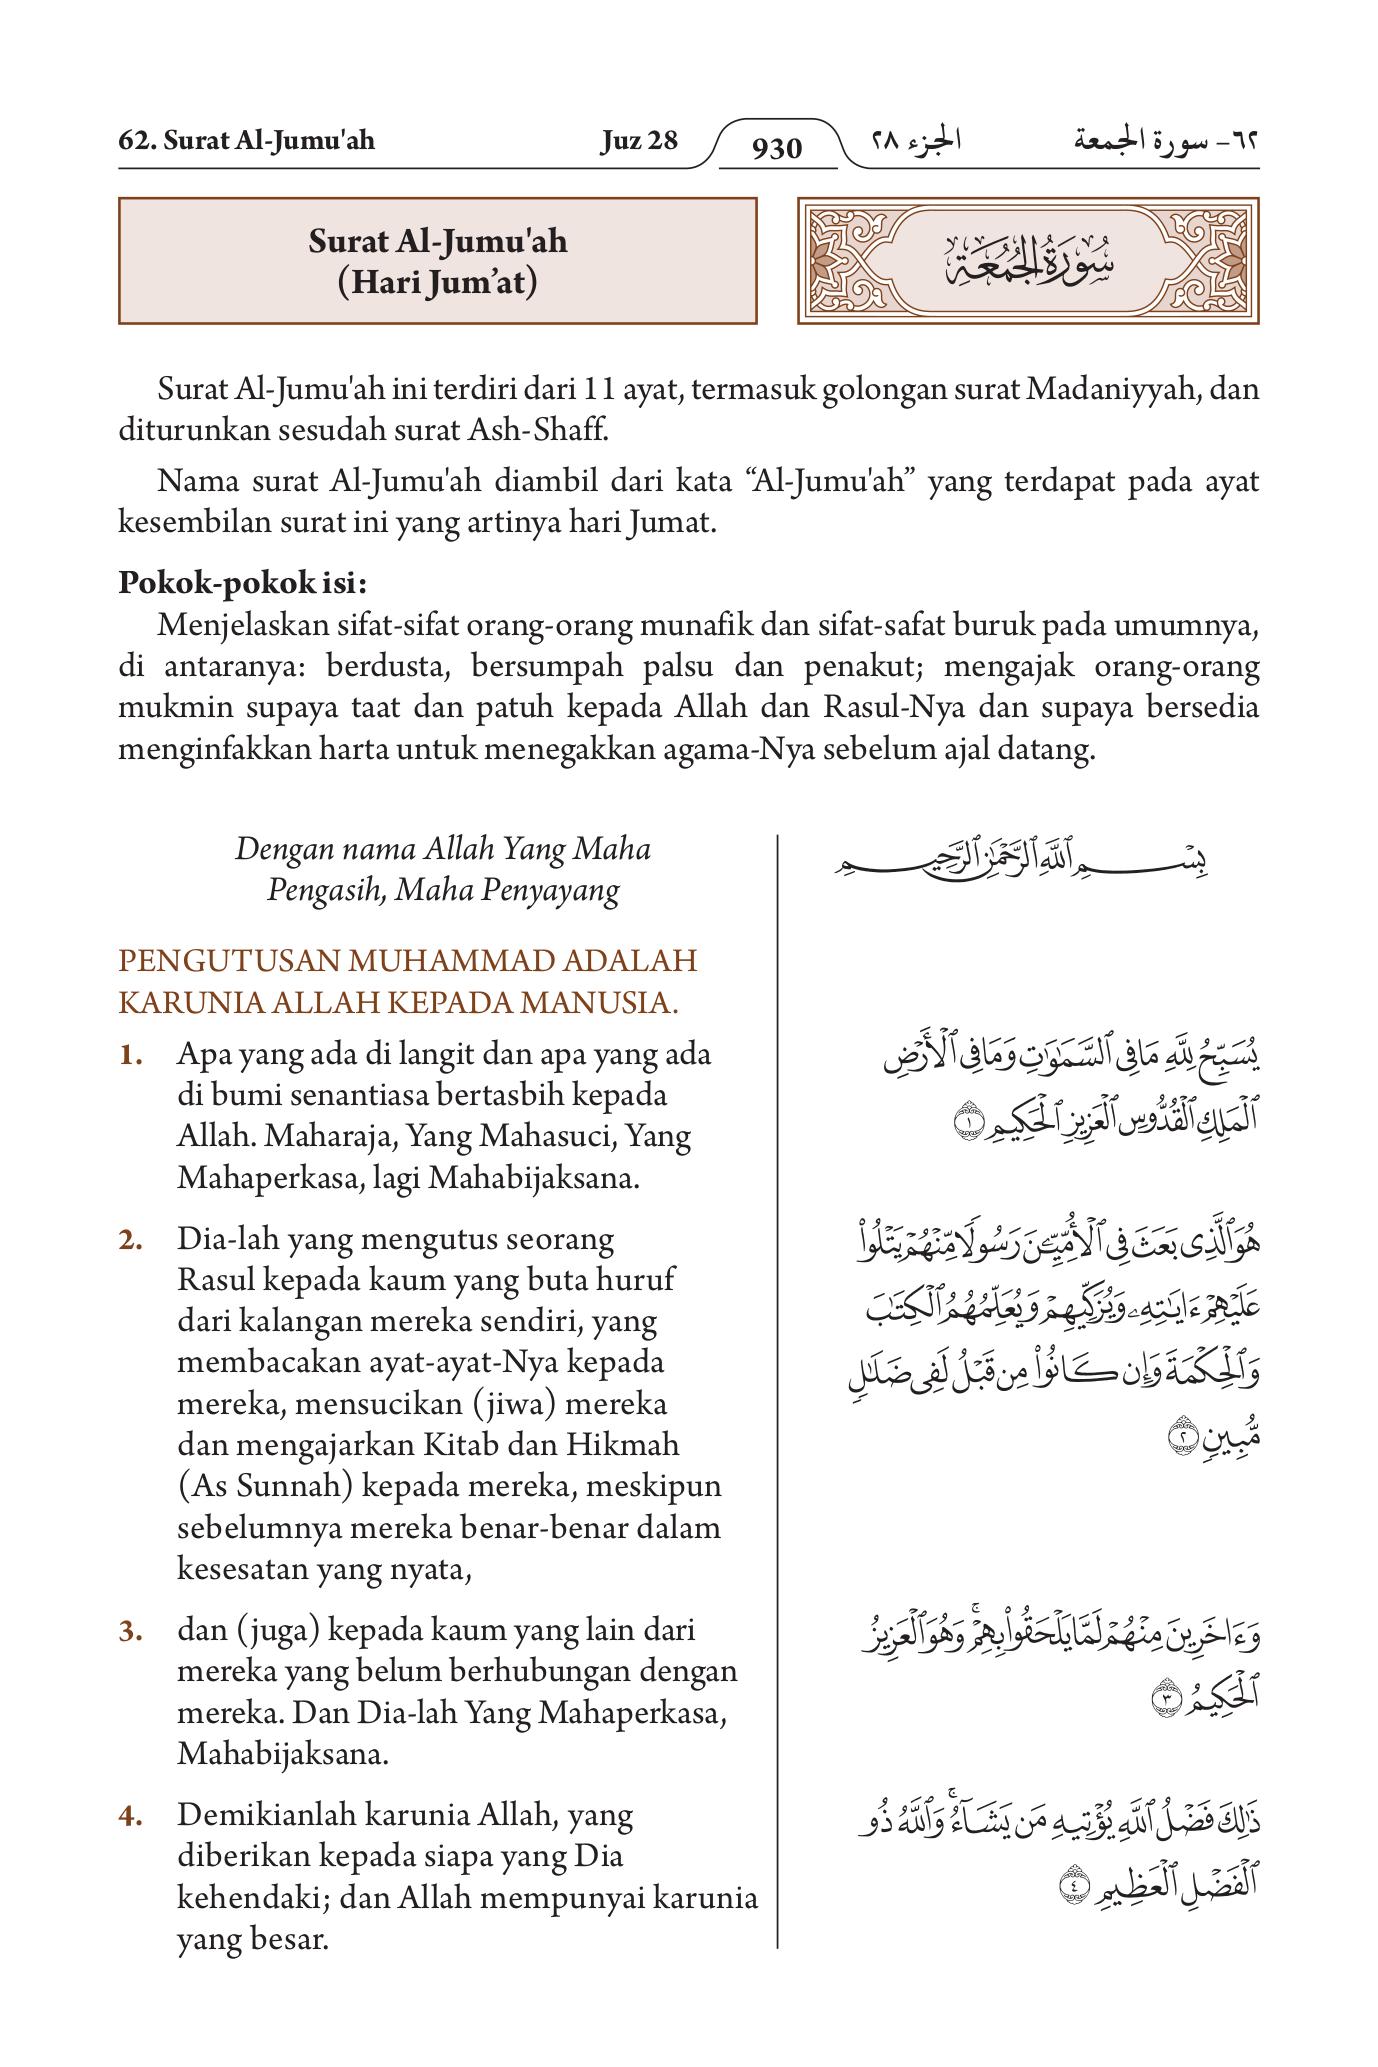 62. Surat Al-Jumu'ah Juz 28 930 الجزء ٢٨ ٦٢- سورة الجمعة
Surat Al-Jumu'ah
(Hari Jum’at)
سُورَةُ الجُمُعَةِ
Surat Al-Jumu'ah ini terdiri dari 11 ayat, termasuk golongan surat Madaniyyah, dan
diturunkan sesudah surat Ash-Shaff.
Nama surat Al-Jumu'ah diambil dari kata “Al-Jumu'ah” yang terdapat pada ayat
kesembilan surat ini yang artinya hari Jumat.
Pokok-pokok isi:
Menjelaskan sifat-sifat orang-orang munafik dan sifat-safat buruk pada umumnya,
di antaranya: berdusta, bersumpah palsu dan penakut; mengajak orang-orang
mukmin supaya taat dan patuh kepada Allah dan Rasul-Nya dan supaya bersedia
menginfakkan harta untuk menegakkan agama-Nya sebelum ajal datang.
Dengan nama Allah Yang Maha
Pengasih, Maha Penyayang
بِسْمِ ٱللَّهِ ٱلرَّحْمَٰنِ ٱلرَّحِيمِ
PENGUTUSAN MUHAMMAD ADALAH
KARUNIA ALLAH KEPADA MANUSIA.
1. Apa yang ada di langit dan apa yang ada
di bumi senantiasa bertasbih kepada
Allah. Maharaja, Yang Mahasuci, Yang
Mahaperkasa, lagi Mahabijaksana.
يُسَبِّحُ لِلَّهِ مَا فِى ٱلسَّمَٰوَٰتِ وَمَا فِى ٱلْأَرْضِ
ٱلْمَلِكِ ٱلْقُدُّوسِ ٱلْعَزِيزِ ٱلْحَكِيمِ ١
2. Dia-lah yang mengutus seorang
Rasul kepada kaum yang buta huruf
dari kalangan mereka sendiri, yang
membacakan ayat-ayat-Nya kepada
mereka, mensucikan (jiwa) mereka
dan mengajarkan Kitab dan Hikmah
(As Sunnah) kepada mereka, meskipun
sebelumnya mereka benar-benar dalam
kesesatan yang nyata,
هُوَ ٱلَّذِى بَعَثَ فِى ٱلْأُمِّيِّـۧنَ رَسُولًا مِّنْهُمْ يَتْلُوا۟
عَلَيْهِمْ ءَايَٰتِهِۦ وَيُزَكِّيهِمْ وَيُعَلِّمُهُمُ ٱلْكِتَٰبَ
وَٱلْحِكْمَةَ وَإِن كَانُوا۟ مِن قَبْلُ لَفِى ضَلَٰلٍ
مُّبِينٍ ٢
3. dan (juga) kepada kaum yang lain dari
mereka yang belum berhubungan dengan
mereka. Dan Dia-lah Yang Mahaperkasa,
Mahabijaksana.
وَءَاخَرِينَ مِنْهُمْ لَمَّا يَلْحَقُوا۟ بِهِمْ ۚ وَهُوَ ٱلْعَزِيزُ
ٱلْحَكِيمُ ٣
4. Demikianlah karunia Allah, yang
diberikan kepada siapa yang Dia
kehendaki; dan Allah mempunyai karunia
yang besar.
ذَٰلِكَ فَضْلُ ٱللَّهِ يُؤْتِيهِ مَن يَشَآءُ ۚ وَٱللَّهُ ذُو
ٱلْفَضْلِ ٱلْعَظِيمِ ٤